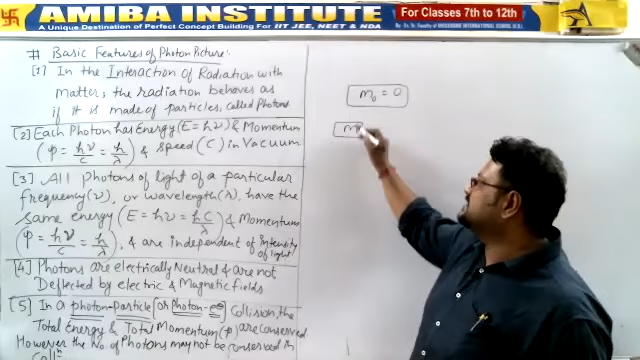 AMIBA INSTITUTE
A Unique Destination of Perfect Concept Building For IIT JEE, NEET & NDA
For Classes 7th to 12th
# Basic Features of Photon Picture:
[1] In the Interaction of Radiation with
matter, the radiation behaves as
if it is made of particles, called Photons
[2] Each Photon has Energy (E = hν) & Momentum
(p = hν/c = h/λ) & speed (C) in Vacuum
[3] All photons of light of a particular
frequency(ν), or wavelength(λ), have the
same energy (E = hν = hc/λ) & Momentum
(p = hν/c = h/λ), & are independent of intensity of light)
[4] Photons are electrically Neutral & are not
Deflected by electric & Magnetic fields
[5] In a photon-particle [or Photon-e⊖] Collision, the
Total Energy & Total Momentum (p) are conserved
However the No of Photons may not be conserved in
m₀ = 0
m